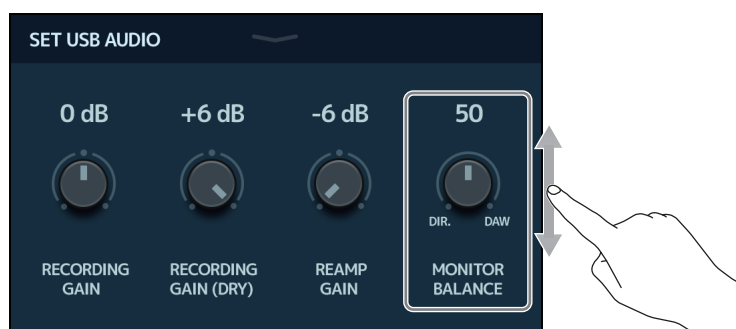 SET USB AUDIO
0 dB
+6 dB
-6 dB
50
DIR.
DAW
RECORDING
GAIN
RECORDING
GAIN (DRY)
REAMP
GAIN
MONITOR
BALANCE